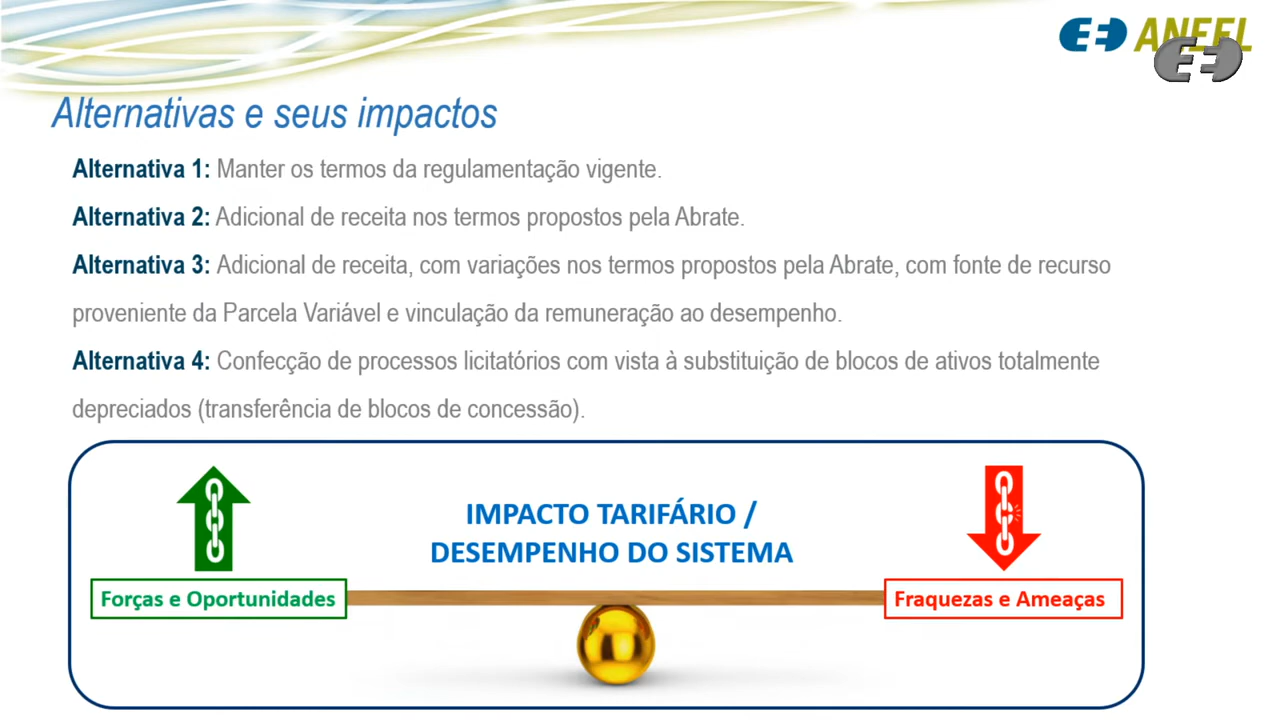 ANEEL
Alternativas e seus impactos
Alternativa 1: Manter os termos da regulamentação vigente.
Alternativa 2: Adicional de receita nos termos propostos pela Abrate.
Alternativa 3: Adicional de receita, com variações nos termos propostos pela Abrate, com fonte de recurso
proveniente da Parcela Variável e vinculação da remuneração ao desempenho.
Alternativa 4: Confecção de processos licitatórios com vista à substituição de blocos de ativos totalmente
depreciados (transferência de blocos de concessão).
IMPACTO TARIFÁRIO /
DESEMPENHO DO SISTEMA
Forças e Oportunidades
Fraquezas e Ameaças